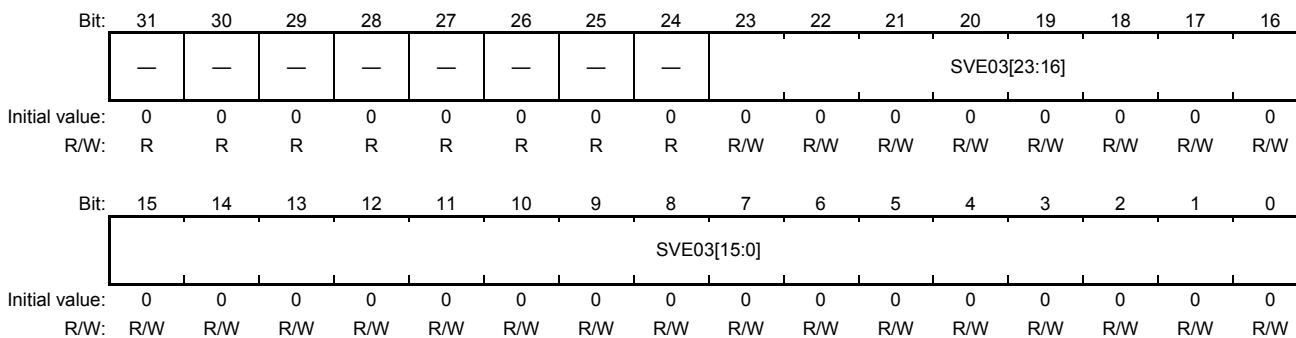 Bit: 31 30 29 28 27 26 25 24 23 22 21 20 19 18 17 16
— — — — — — — — SVE03[23:16]
Initial value: 0 0 0 0 0 0 0 0 0 0 0 0 0 0 0 0
R/W: R R R R R R R R R/W R/W R/W R/W R/W R/W R/W R/W
Bit: 15 14 13 12 11 10 9 8 7 6 5 4 3 2 1 0
SVE03[15:0]
Initial value: 0 0 0 0 0 0 0 0 0 0 0 0 0 0 0 0
R/W: R/W R/W R/W R/W R/W R/W R/W R/W R/W R/W R/W R/W R/W R/W R/W R/W